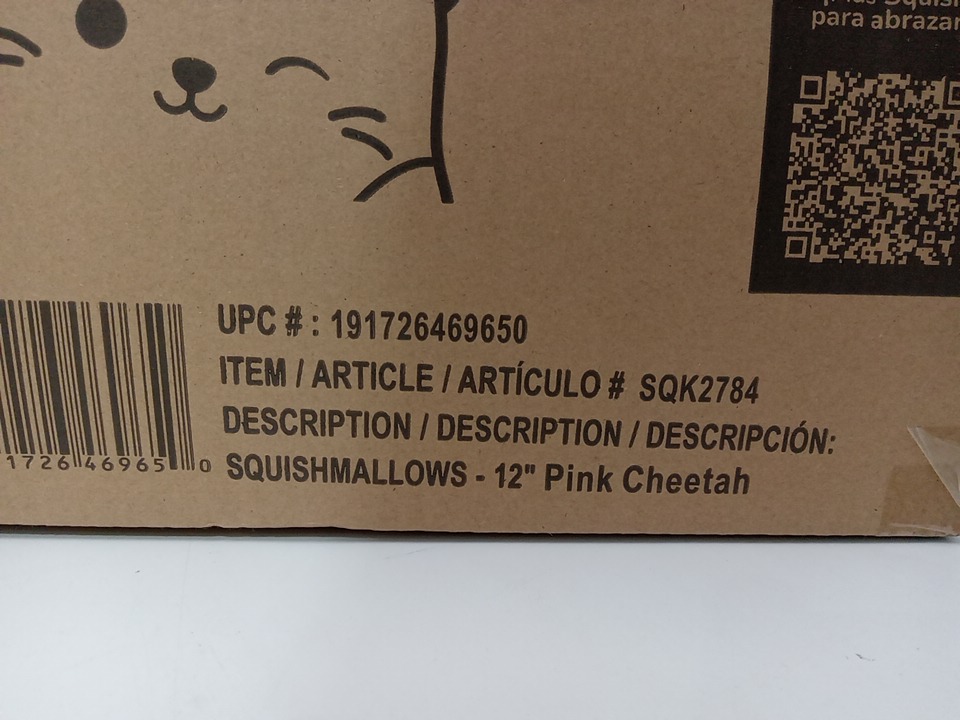 para abrazar
UPC # : 191726469650
ITEM / ARTICLE / ARTÍCULO # SQK2784
DESCRIPTION / DESCRIPTION / DESCRIPCIÓN:
SQUISHMALLOWS - 12" Pink Cheetah
1726 46965 0